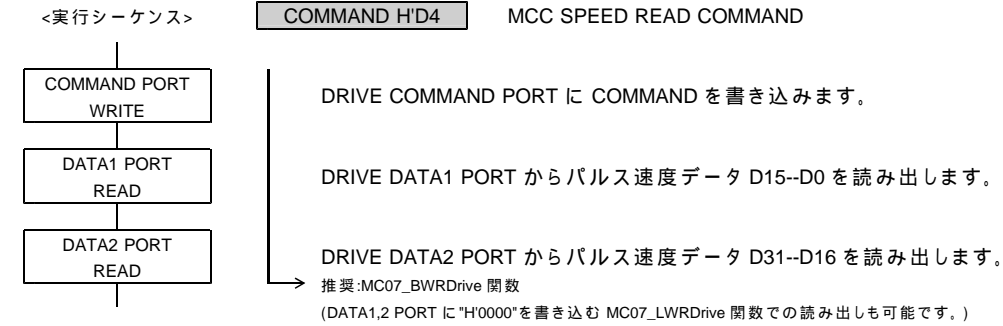 <実行シーケンス>
COMMAND H'D4
MCC SPEED READ COMMAND
COMMAND PORT
WRITE
DRIVE COMMAND PORT に COMMAND を書き込みます。
DATA1 PORT
READ
DRIVE DATA1 PORT からパルス速度データ D15--D0 を読み出します。
DATA2 PORT
READ
DRIVE DATA2 PORT からパルス速度データ D31--D16 を読み出します。
推奨:MC07_BWRDrive 関数
(DATA1,2 PORT に"H'0000"を書き込む MC07_LWRDrive 関数での読み出しも可能です。)